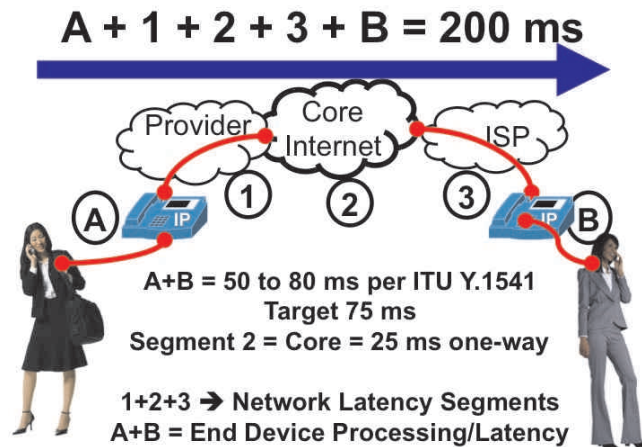 A + 1 + 2 + 3 + B = 200 ms
Core
Provider
Internet
ISP
1
2
3
A
IP
IP
B
A+B = 50 to 80 ms per ITU Y.1541
Target 75 ms
Segment 2 = Core = 25 ms one-way
1+2+3 ➔ Network Latency Segments
A+B = End Device Processing/Latency